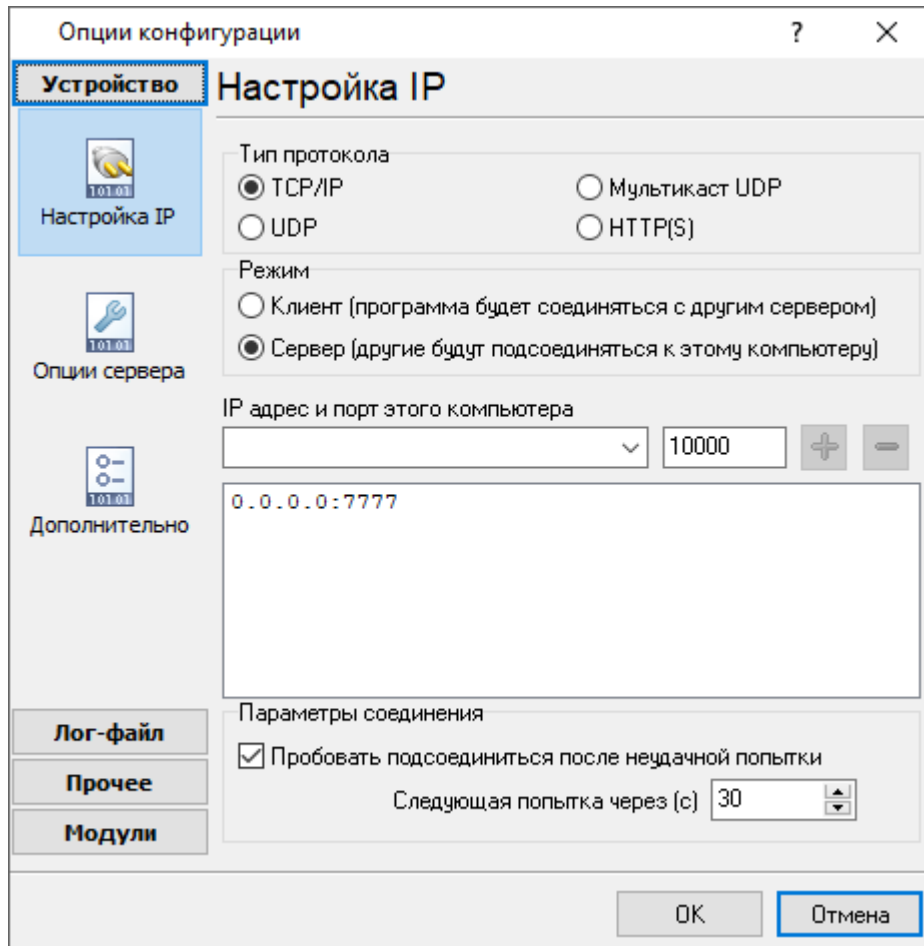 Опции конфигурации ?
Устройство
Настройка IP
Опции сервера
Дополнительно
Лог-файл
Прочее
Модули
Настройка IP
Тип протокола
TCP/IP Мультикаст UDP
UDP HTTP(S)
Режим
Клиент (программа будет соединяться с другим сервером)
Сервер (другие будут подсоединяться к этому компьютеру)
IP адрес и порт этого компьютера
10000
0.0.0.0:7777
Параметры соединения
Пробовать подсоединиться после неудачной попытки
Следующая попытка через (с) 30
OK Отмена